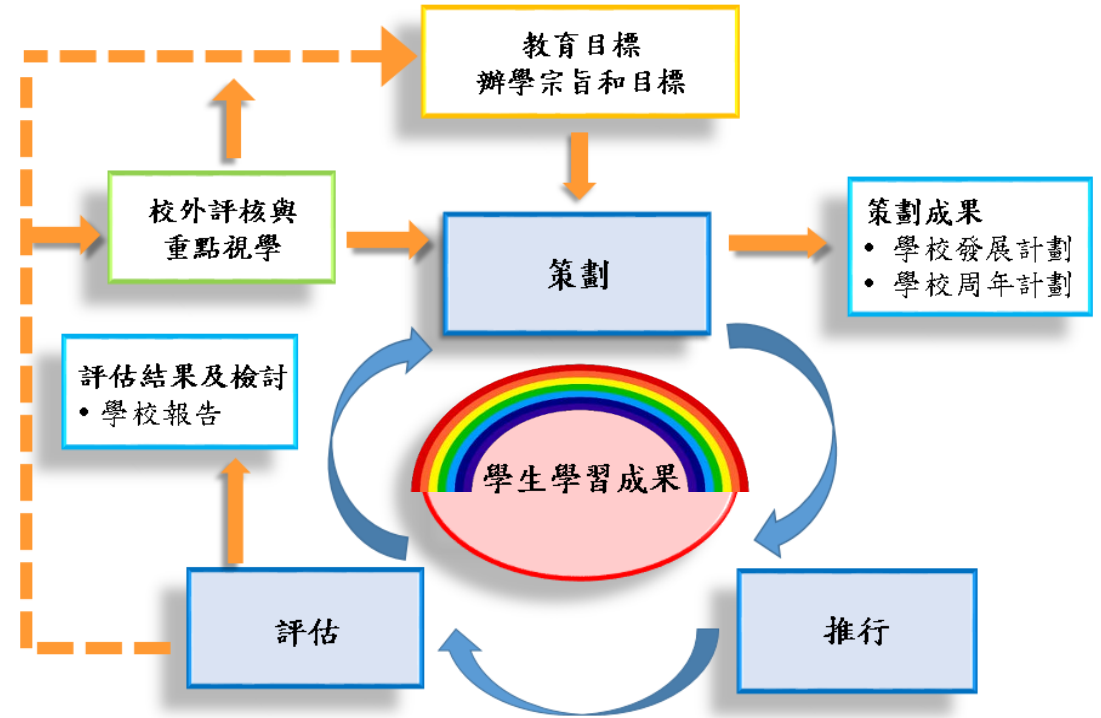 教育目標
辦學宗旨和目標
校外評核與
重點視學
策劃
策劃成果
• 學校發展計劃
• 學校周年計劃
評估結果及檢討
• 學校報告
學生學習成果
評估
推行